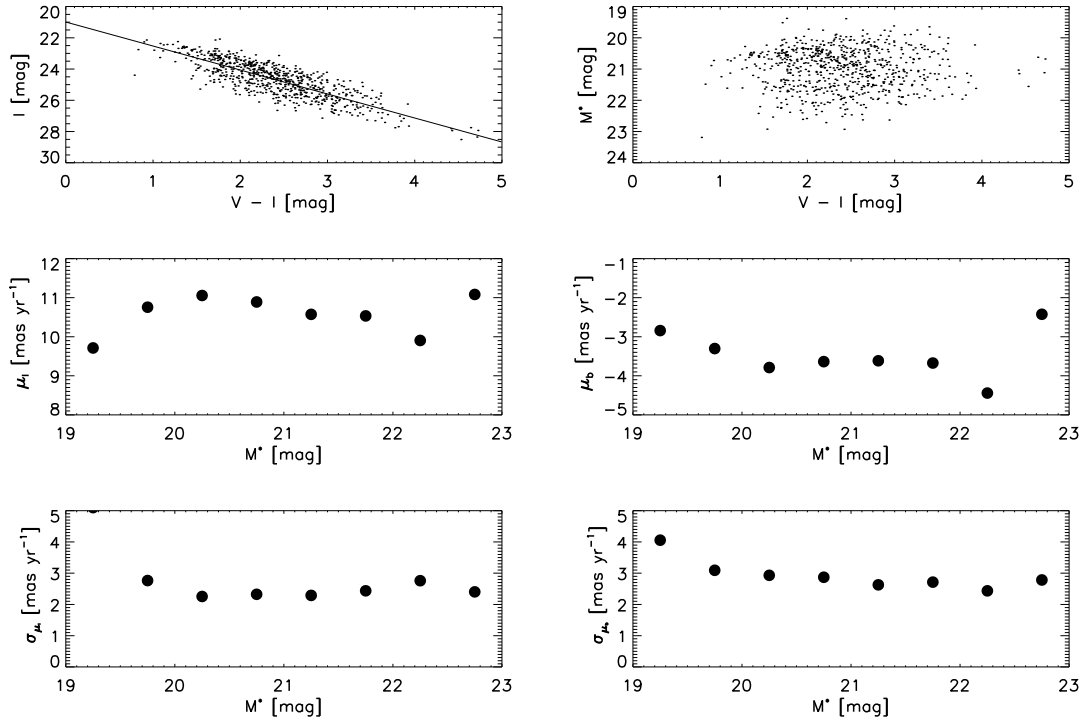 20
22
24
26
28
30
I [mag]
0 1 2 3 4 5
V − I [mag]
19
20
21
22
23
24
M* [mag]
0 1 2 3 4 5
V − I [mag]
12
11
10
9
8
μl [mas yr−1]
19 20 21 22 23
M* [mag]
−1
−2
−3
−4
−5
μb [mas yr−1]
19 20 21 22 23
M* [mag]
5
4
3
2
1
0
σμ [mas yr−1]
19 20 21 22 23
M* [mag]
5
4
3
2
1
0
σμ [mas yr−1]
19 20 21 22 23
M* [mag]